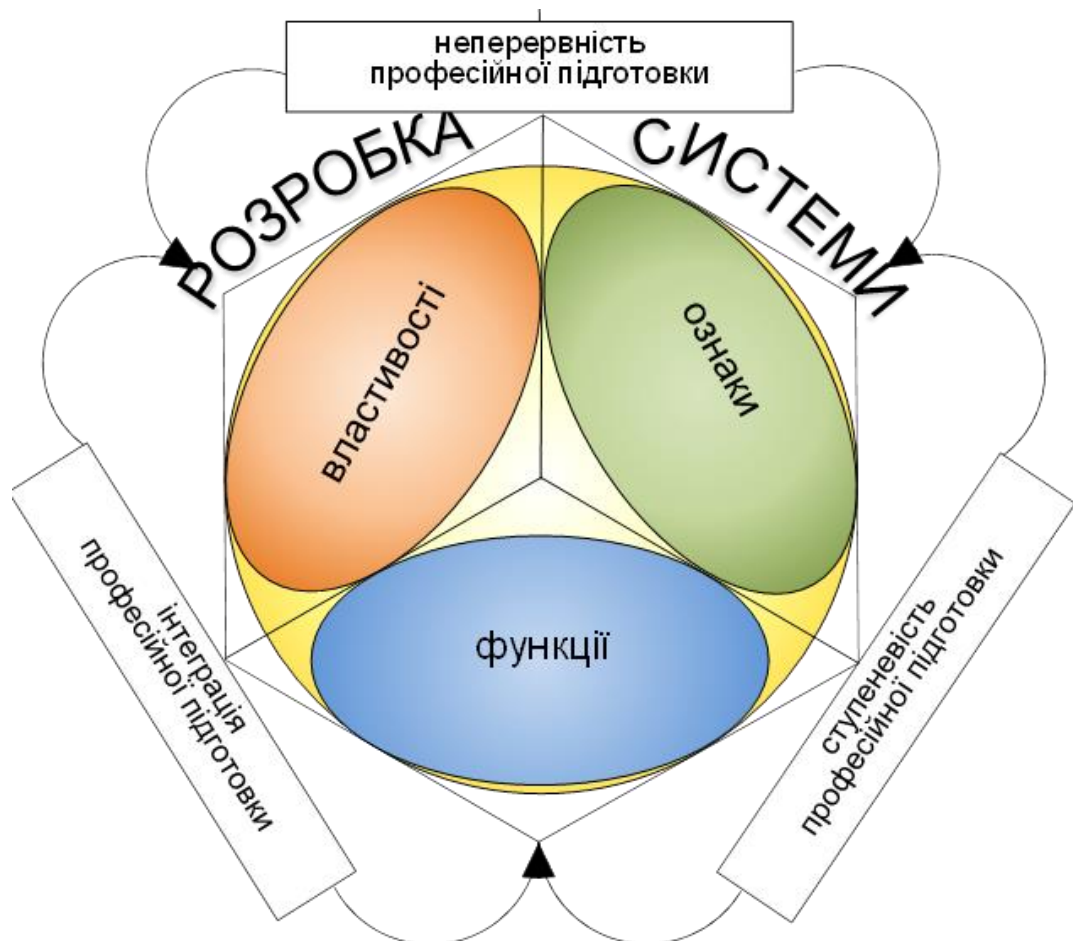 неперервність
професійної підготовки
РОЗРОБКА
СИСТЕМИ
властивості
ознаки
функції
інтеграція
професійної підготовки
ступеневість
професійної підготовки